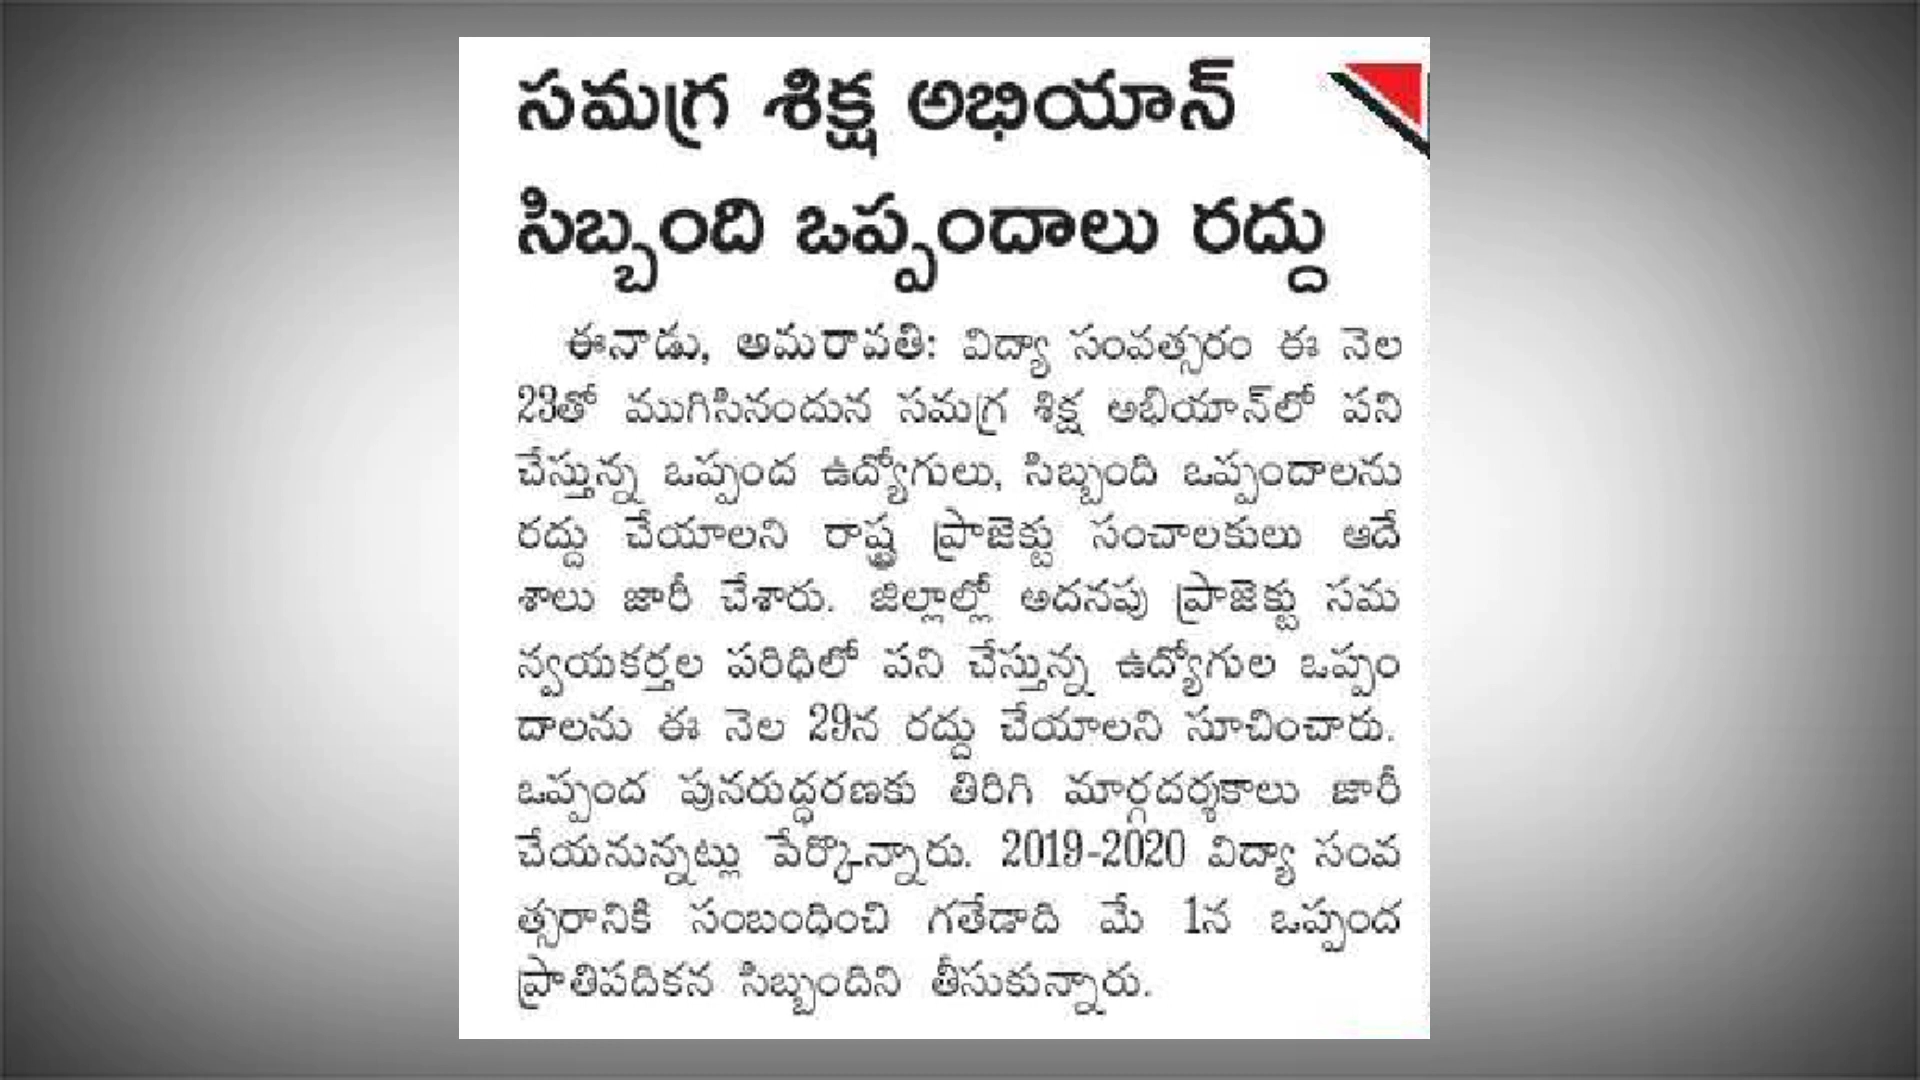 సమగ్ర శిక్ష అభియాన్
సిబ్బంది ఒప్పందాలు రద్దు
ఈనాడు, అమరావతి: విద్యా సంవత్సరం ఈ నెల
23తో ముగిసినందున సమగ్ర శిక్ష అభియాన్‌లో పని
చేస్తున్న ఒప్పంద ఉద్యోగులు, సిబ్బంది ఒప్పందాలను
రద్దు చేయాలని రాష్ట్ర ప్రాజెక్టు సంచాలకులు ఆదే
శాలు జారీ చేశారు. జిల్లాల్లో అదనపు ప్రాజెక్టు సమ
న్వయకర్తల పరిధిలో పని చేస్తున్న ఉద్యోగుల ఒప్పం
దాలను ఈ నెల 29న రద్దు చేయాలని సూచించారు.
ఒప్పంద పునరుద్ధరణకు తిరిగి మార్గదర్శకాలు జారీ
చేయనున్నట్లు పేర్కొన్నారు. 2019-2020 విద్యా సంవ
త్సరానికి సంబంధించి గతేడాది మే 1న ఒప్పంద
ప్రాతిపదికన సిబ్బందిని తీసుకున్నారు.